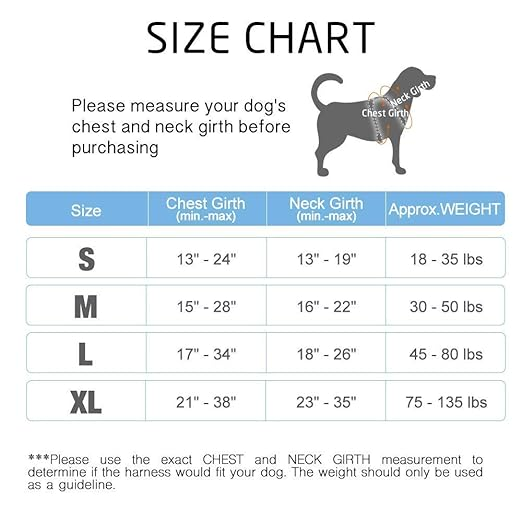 SIZE CHART
Please measure your dog's
chest and neck girth before
purchasing
Neck Girth
Chest Girth
Size Chest Girth (min.-max) Neck Girth (min.-max) Approx.WEIGHT
S 13" - 24" 13" - 19" 18 - 35 lbs
M 15" - 28" 16" - 22" 30 - 50 lbs
L 17" - 34" 18" - 26" 45 - 80 lbs
XL 21" - 38" 23" - 35" 75 - 135 lbs
***Please use the exact CHEST and NECK GIRTH measurement to
determine if the harness would fit your dog. The weight should only be used
as a guideline.